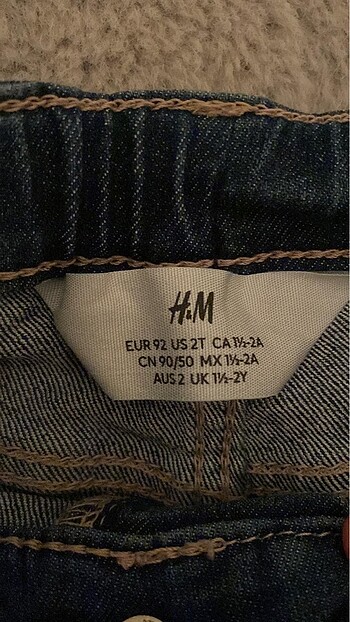 H&M
EUR 92 US 2T CA 1½-2A
CN 90/50 MX 1½-2A
AUS 2 UK 1½-2Y